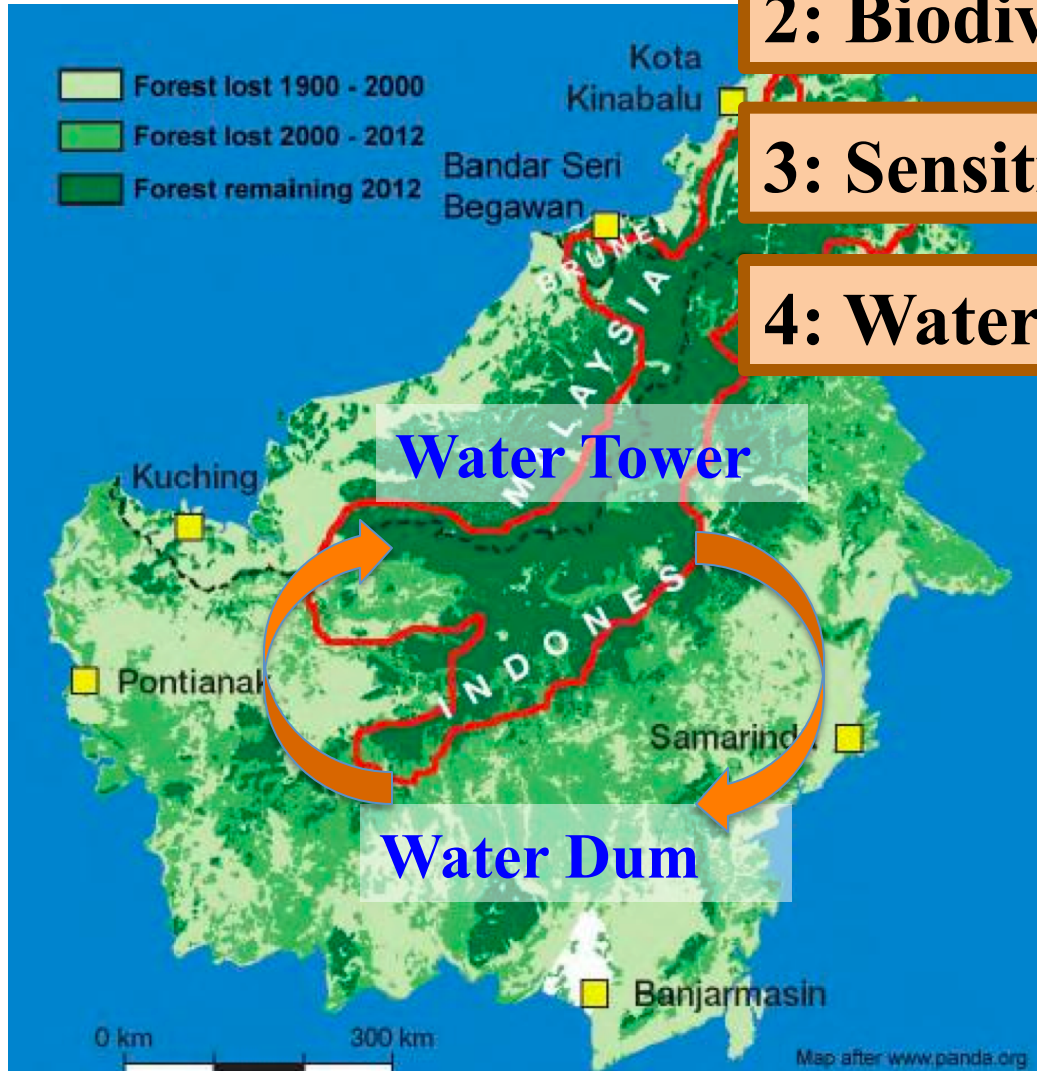 2: Biodiv
Kota
Kinabalu
Forest lost 1900 - 2000
Forest lost 2000 - 2012
Forest remaining 2012
3: Sensit
Bandar Seri
Begawan
BRUNEI
4: Water
MALAYSIA
Water Tower
Kuching
INDONES
Pontianak
Samarind
Water Dum
Banjarmasin
0 km 300 km
Map after www.panda.org